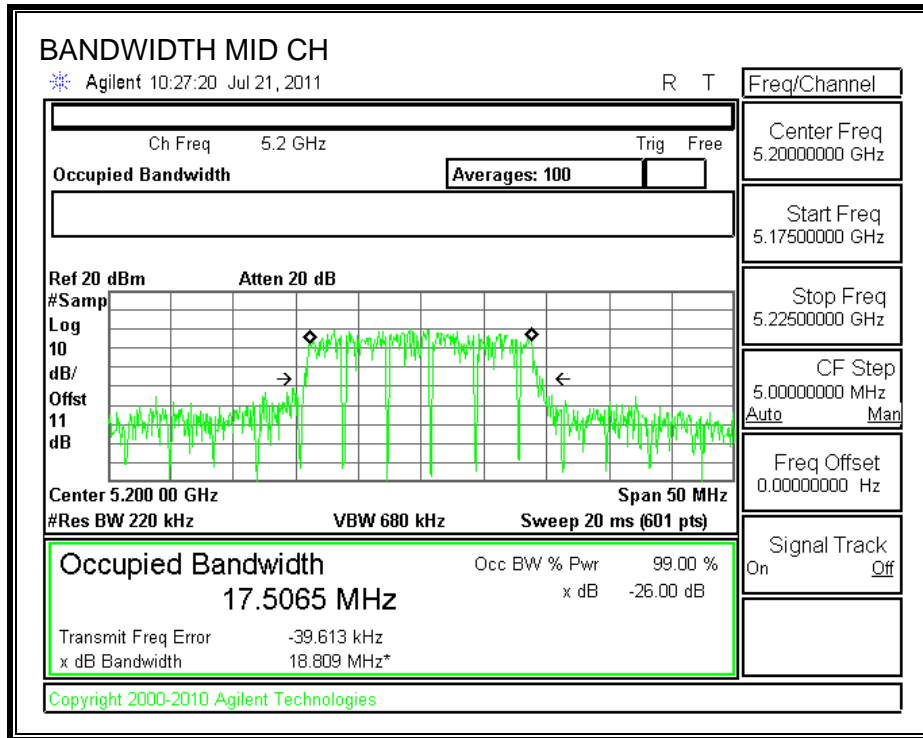 BANDWIDTH MID CH
Agilent 10:27:20 Jul 21, 2011 R T
Freq/Channel
Ch Freq 5.2 GHz Trig Free
Occupied Bandwidth Averages: 100
Center Freq
5.20000000 GHz
Start Freq
5.17500000 GHz
Stop Freq
5.22500000 GHz
CF Step
5.00000000 MHz
Auto Man
Freq Offset
0.00000000 Hz
Signal Track
On Off
Ref 20 dBm Atten 20 dB
#Samp
Log
10
dB/
Offst
11
dB
Center 5.200 00 GHz Span 50 MHz
#Res BW 220 kHz VBW 680 kHz Sweep 20 ms (601 pts)
Occupied Bandwidth Occ BW % Pwr 99.00 %
17.5065 MHz x dB -26.00 dB
Transmit Freq Error -39.613 kHz
x dB Bandwidth 18.809 MHz*
Copyright 2000-2010 Agilent Technologies